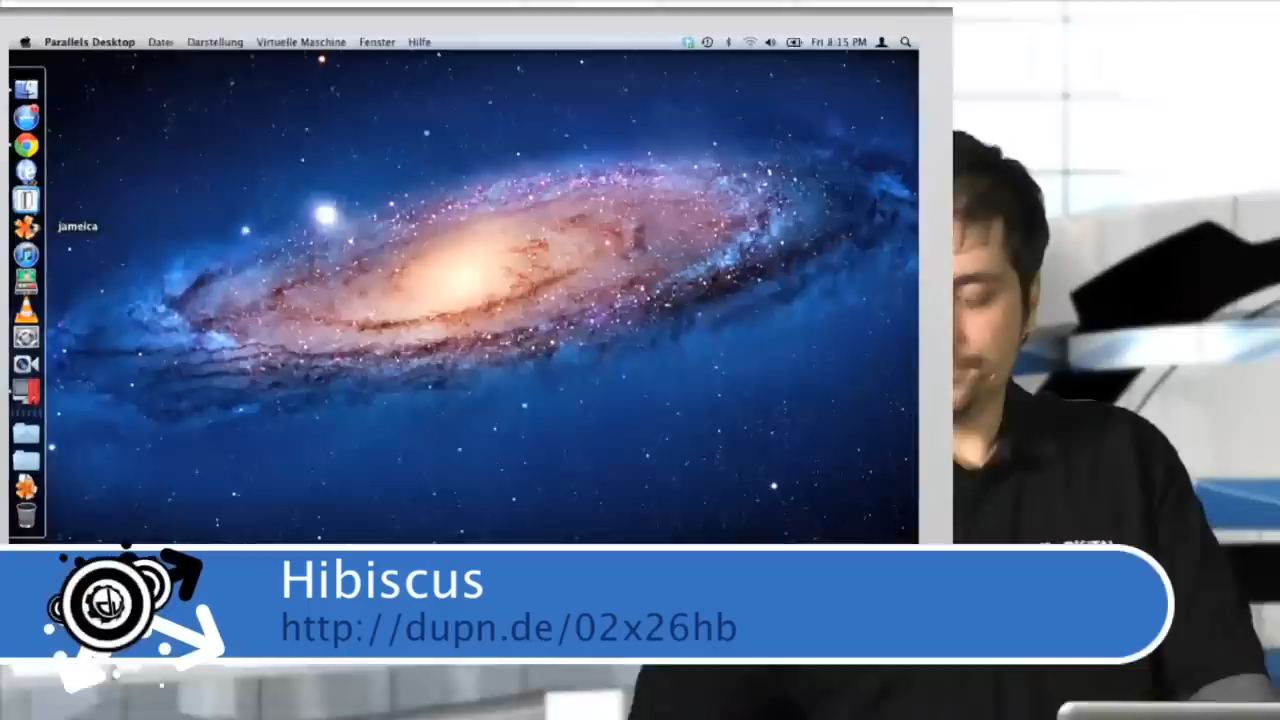 Parallels Desktop Datei Darstellung Virtuelle Maschine Fenster Hilfe Fri 8:15 PM
jameica
Hibiscus
http://dupn.de/02x26hb